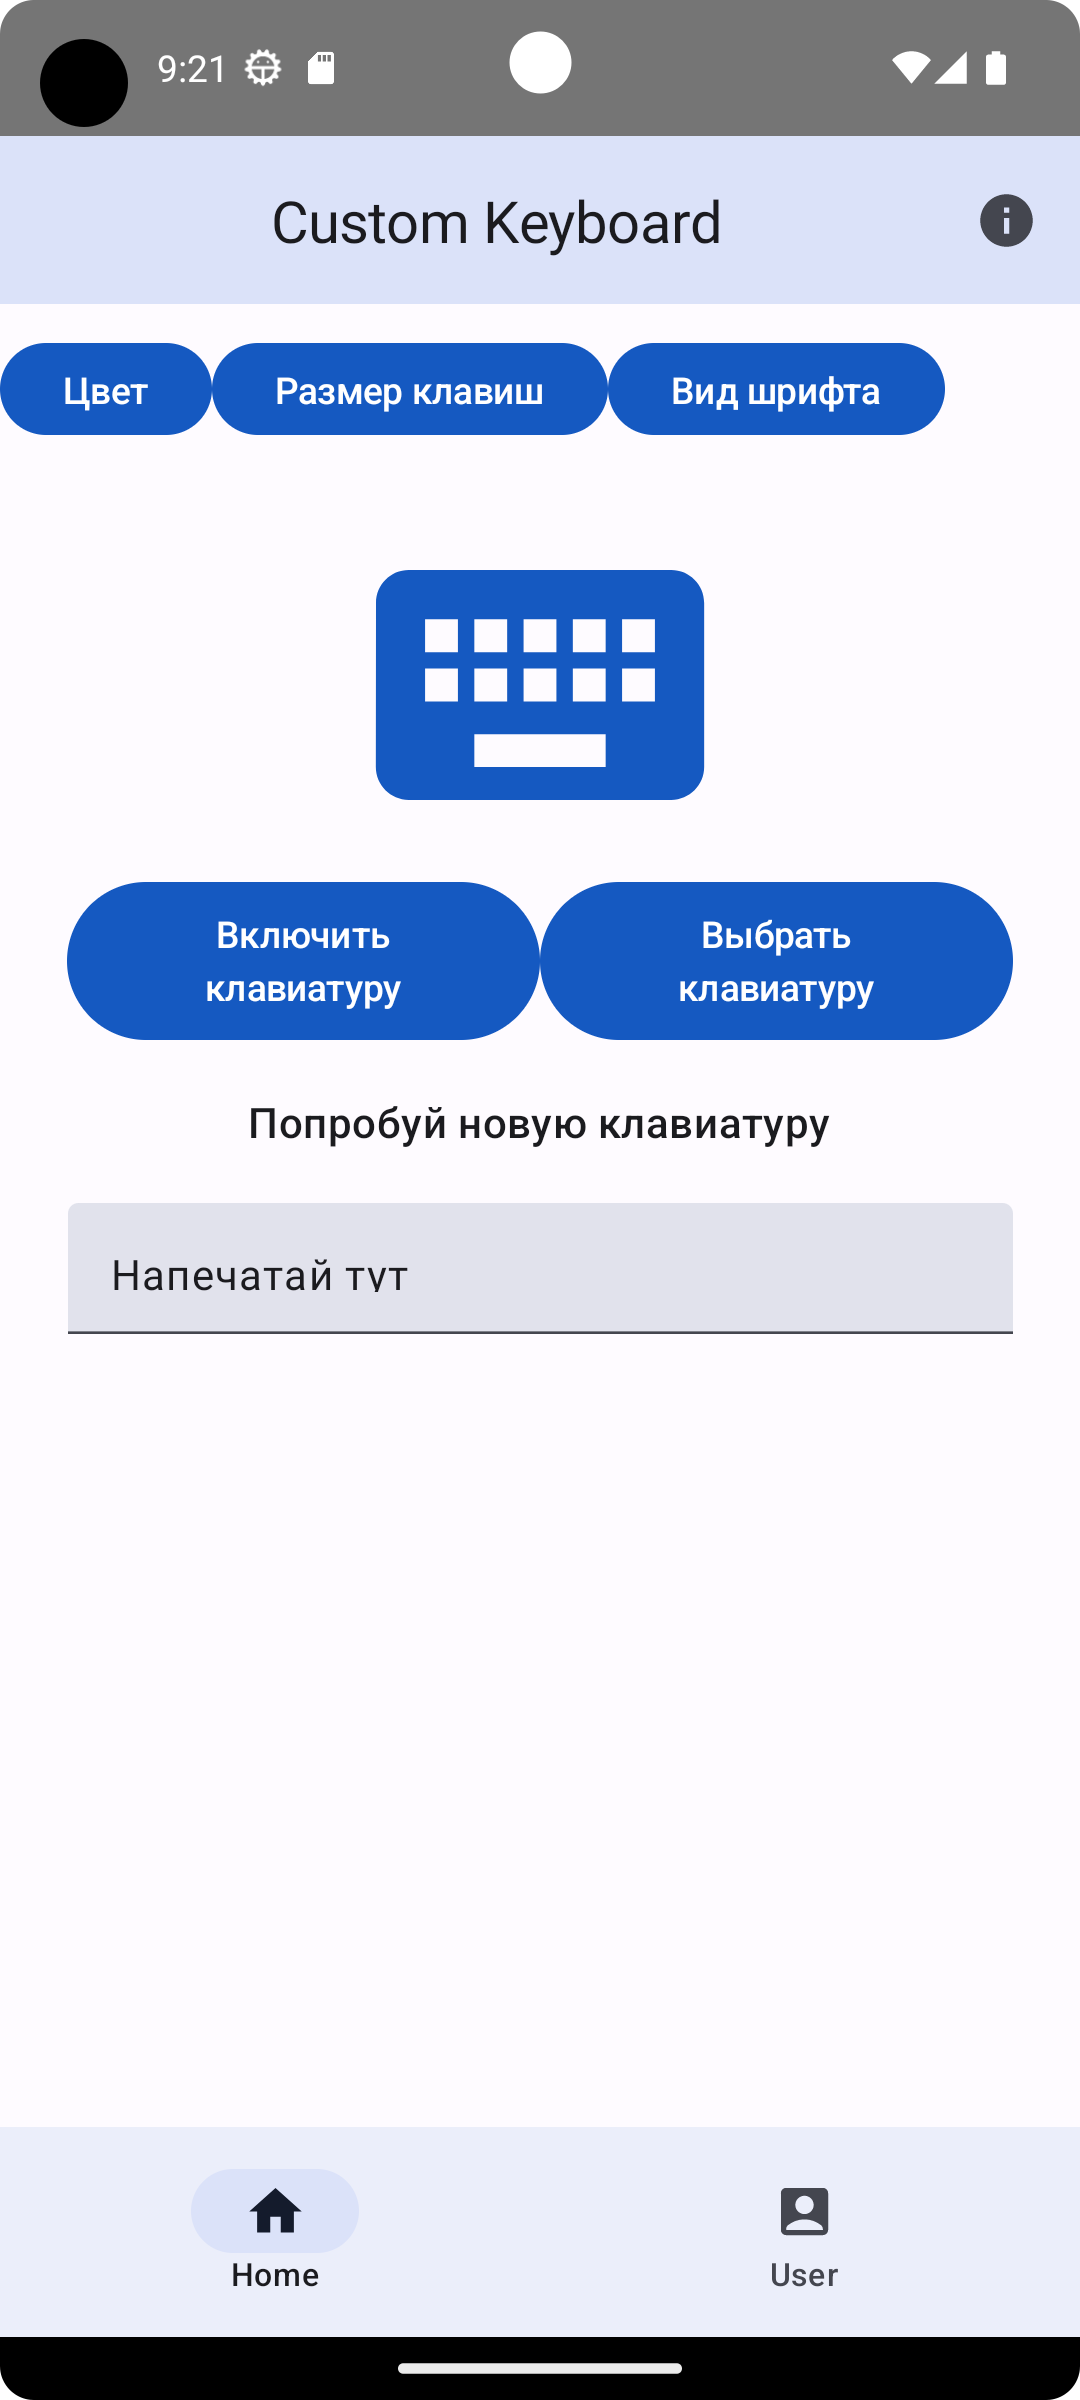 9:21
Custom Keyboard
Цвет
Размер клавиш
Вид шрифта
Включить
клавиатуру
Выбрать
клавиатуру
Попробуй новую клавиатуру
Напечатай тут
Home
User